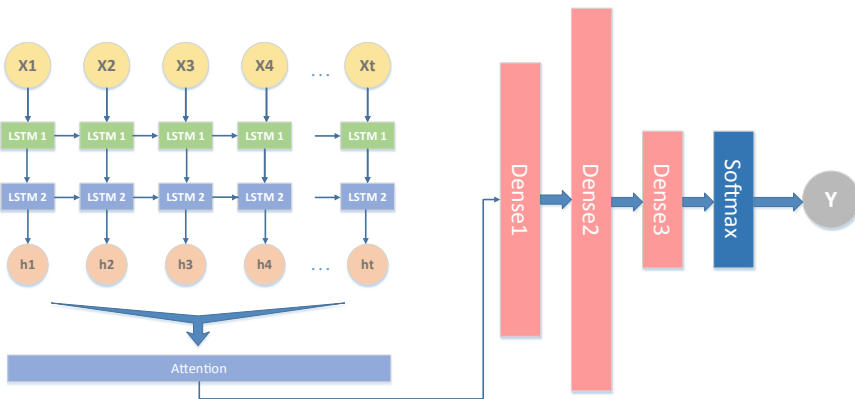 X1 X2 X3 X4 ... Xt
LSTM 1 LSTM 1 LSTM 1 LSTM 1 LSTM 1
LSTM 2 LSTM 2 LSTM 2 LSTM 2 LSTM 2
h1 h2 h3 h4 ... ht
Attention
Dense1
Dense2
Dense3
Softmax
Y